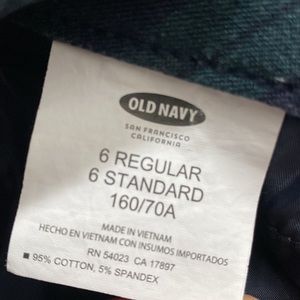 OLD NAVY
SAN FRANCISCO
CALIFORNIA
6 REGULAR
6 STANDARD
160/70A
MADE IN VIETNAM
HECHO EN VIETNAM CON INSUMOS IMPORTADOS
RN 54023 CA 17897
■ 95% COTTON, 5% SPANDEX